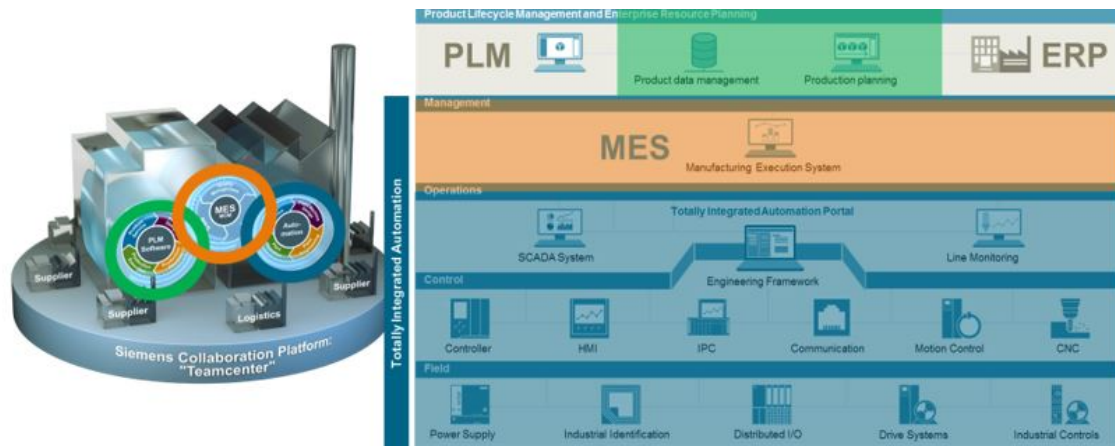 PLM
Software
MES
MOM
Auto-
mation
Supplier
Supplier
Logistics
Supplier
Siemens Collaboration Platform:
"Teamcenter"
Totally Integrated Automation
Product Lifecycle Management and Enterprise Resource Planning
PLM
Product data management
Production planning
ERP
Management
MES
Manufacturing Execution System
Operations
Totally Integrated Automation Portal
SCADA System
Engineering Framework
Line Monitoring
Control
Controller
HMI
IPC
Communication
Motion Control
CNC
Field
Power Supply
Industrial Identification
Distributed I/O
Drive Systems
Industrial Controls